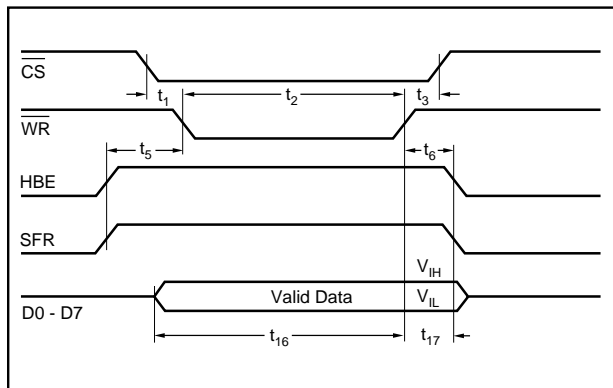 CS
t1
t2
t3
WR
t5
t6
HBE
SFR
VIH
Valid Data
VIL
D0 - D7
t16
t17